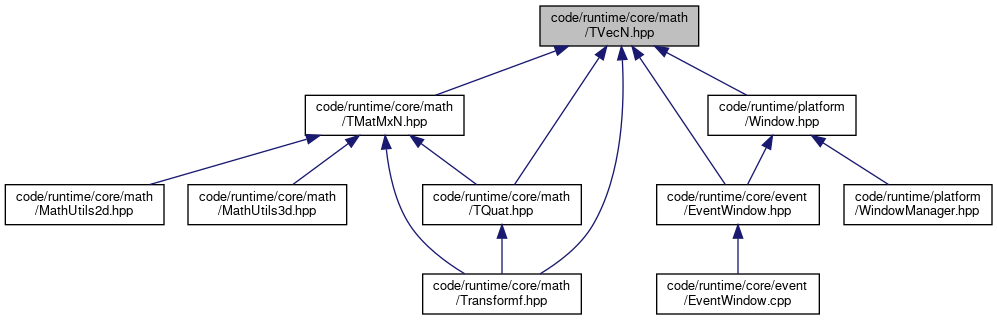 code/runtime/core/math
/TVecN.hpp
code/runtime/core/math
/TMatMxN.hpp
code/runtime/platform
/Window.hpp
code/runtime/core/math
/MathUtils2d.hpp
code/runtime/core/math
/MathUtils3d.hpp
code/runtime/core/math
/TQuat.hpp
code/runtime/core/event
/EventWindow.hpp
code/runtime/platform
/WindowManager.hpp
code/runtime/core/math
/Transformf.hpp
code/runtime/core/event
/EventWindow.cpp